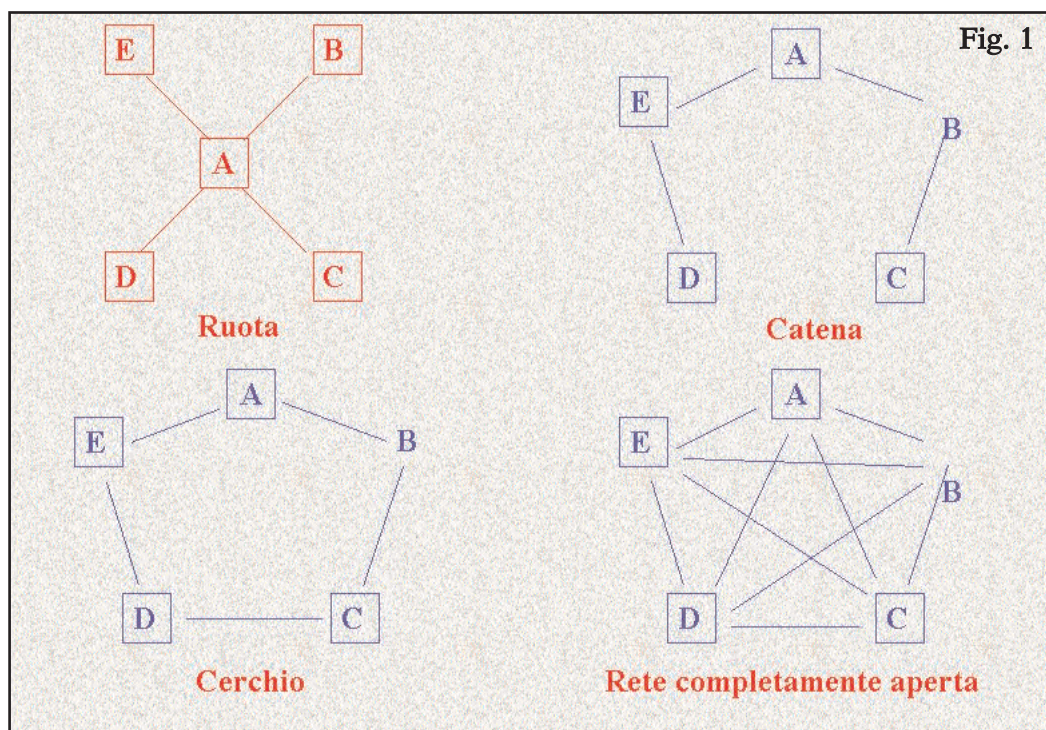 Fig. 1
E B
A
D C
Ruota
A
E
B
D C
Catena
A
E B
D C
Cerchio
A
E
B
D C
Rete completamente aperta